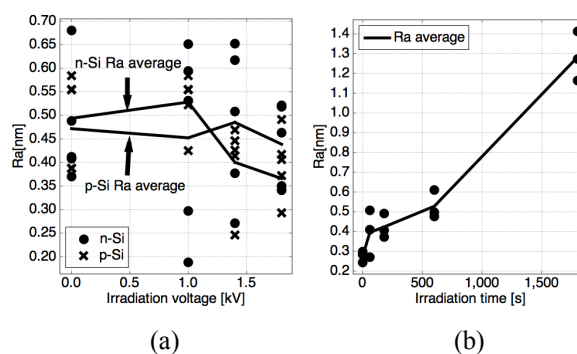 0.70
0.65
0.60
0.55
0.50
0.45
0.40
0.35
0.30
0.25
0.20
Ra[nm]
n-Si Ra average
p-Si Ra average
n-Si
p-Si
0.0 0.5 1.0 1.5
Irradiation voltage [kV]
(a)
1.4
1.3
1.2
1.1
1.0
0.9
0.8
0.7
0.6
0.5
0.4
0.3
0.2
Ra[nm]
Ra average
0 500 1,000 1,500
Irradiation time [s]
(b)